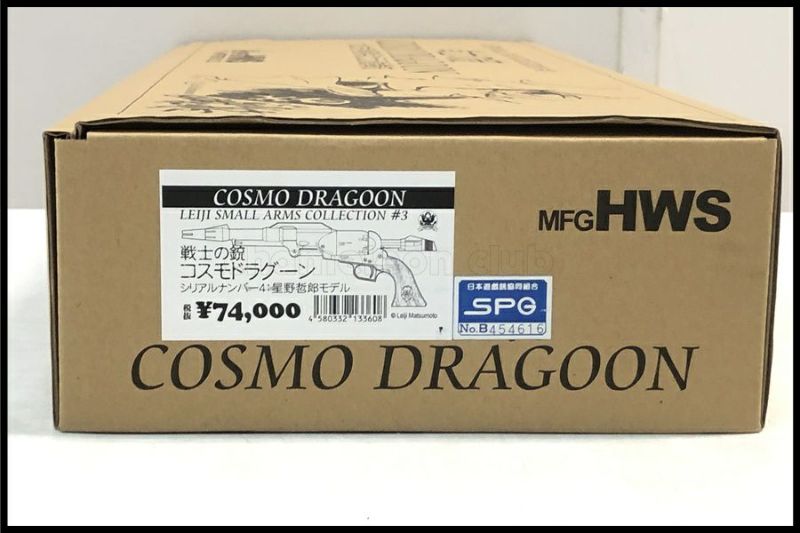 COSMO DRAGOON
LEIJI SMALL ARMS COLLECTION #3
戦士の銃
コスモドラグーン
シリアルナンバー4:星野哲郎モデル
税抜 ¥74,000
4 580332 133608
© Leiji Matsumoto
MFG HWS
日本遊戯銃協同組合
SPG
No.B 454616
COSMO DRAGOON